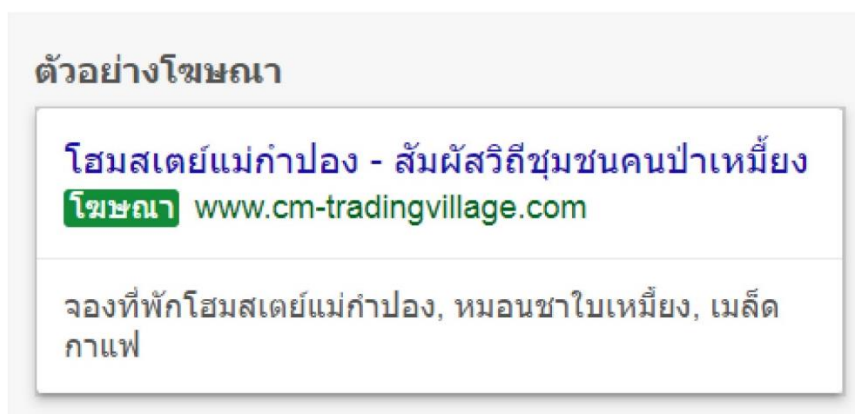 ตัวอย่างโฆษณา
โฮมสเตย์แม่กำปอง - สัมผัสวิถีชุมชนคนป่าเหมี้ยง
โฆษณา www.cm-tradingvillage.com
จองที่พักโฮมสเตย์แม่กำปอง, หมอนชาใบเหมี้ยง, เมล็ด
กาแฟ